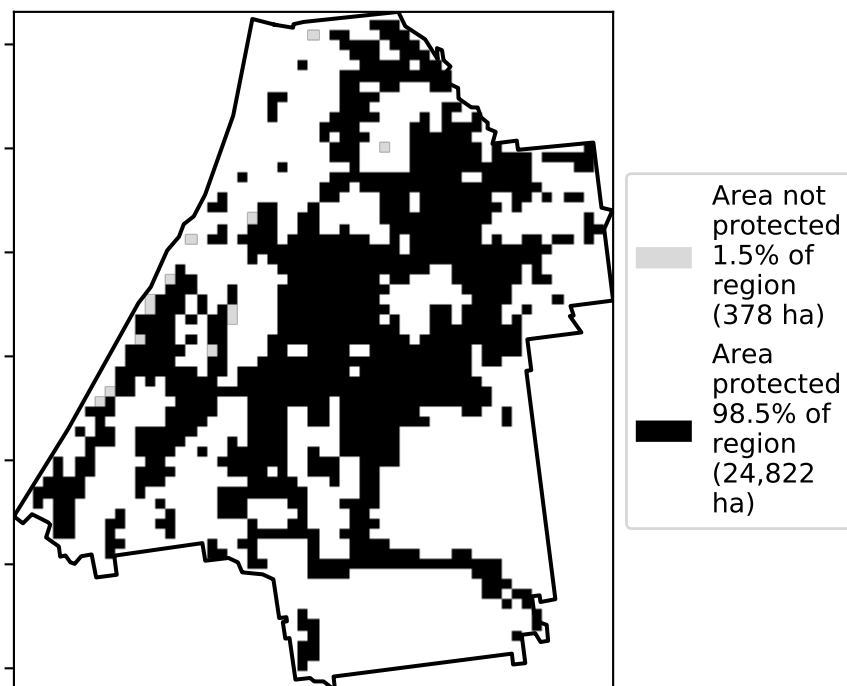 Area not
protected
1.5% of
region
(378 ha)
Area
protected
98.5% of
region
(24,822
ha)